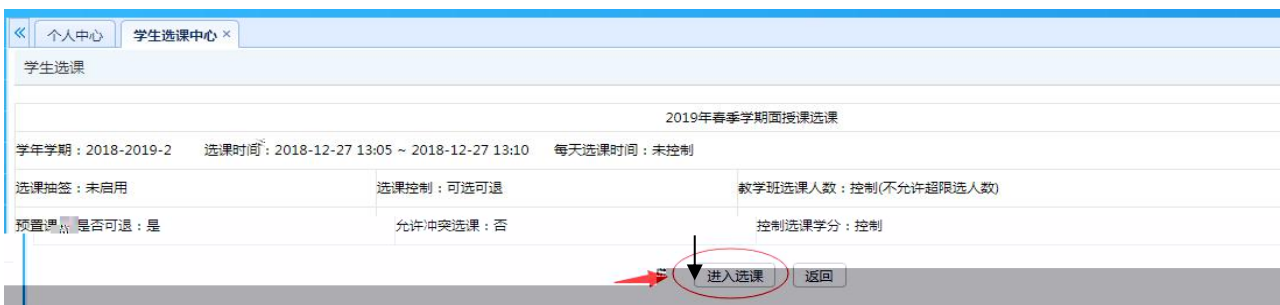 « 个人中心 学生选课中心 ×
学生选课
2019年春季学期面授课选课
学年学期：2018-2019-2 选课时间：2018-12-27 13:05 ~ 2018-12-27 13:10 每天选课时间：未控制
选课抽签：未启用 选课控制：可选可退 教学班选课人数：控制(不允许超限选人数)
预置课 是否可退：是 允许冲突选课：否 控制选课学分：控制
进入选课 返回